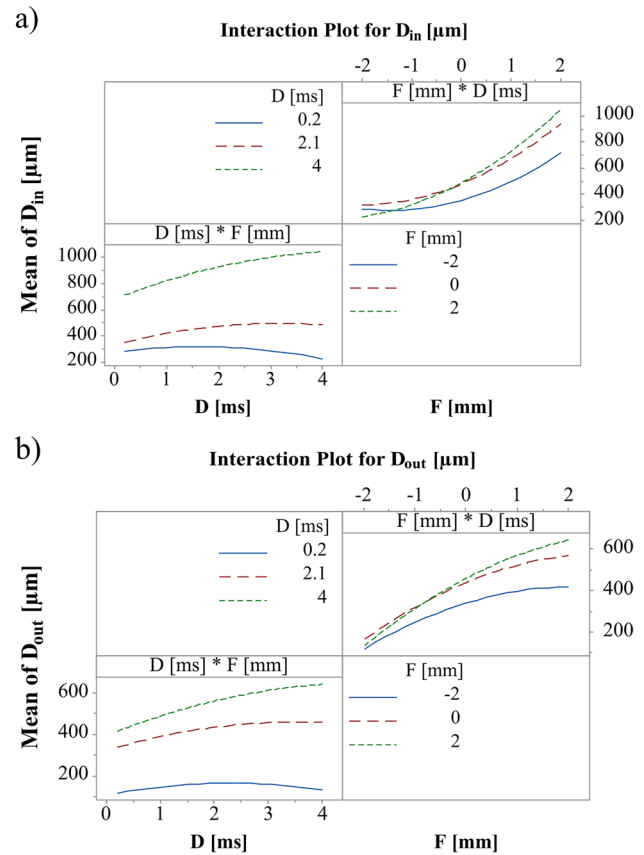 a)
Interaction Plot for Din [µm]
-2 -1 0 1 2
D [ms]
0.2
2.1
4
F [mm] * D [ms]
1000
800
600
400
200
Mean of Din [µm]
D [ms] * F [mm]
1000
800
600
400
200
F [mm]
-2
0
2
0 1 2 3 4
D [ms]
F [mm]
b)
Interaction Plot for Dout [µm]
-2 -1 0 1 2
D [ms]
0.2
2.1
4
F [mm] * D [ms]
600
400
200
Mean of Dout [µm]
D [ms] * F [mm]
600
400
200
F [mm]
-2
0
2
0 1 2 3 4
D [ms]
F [mm]